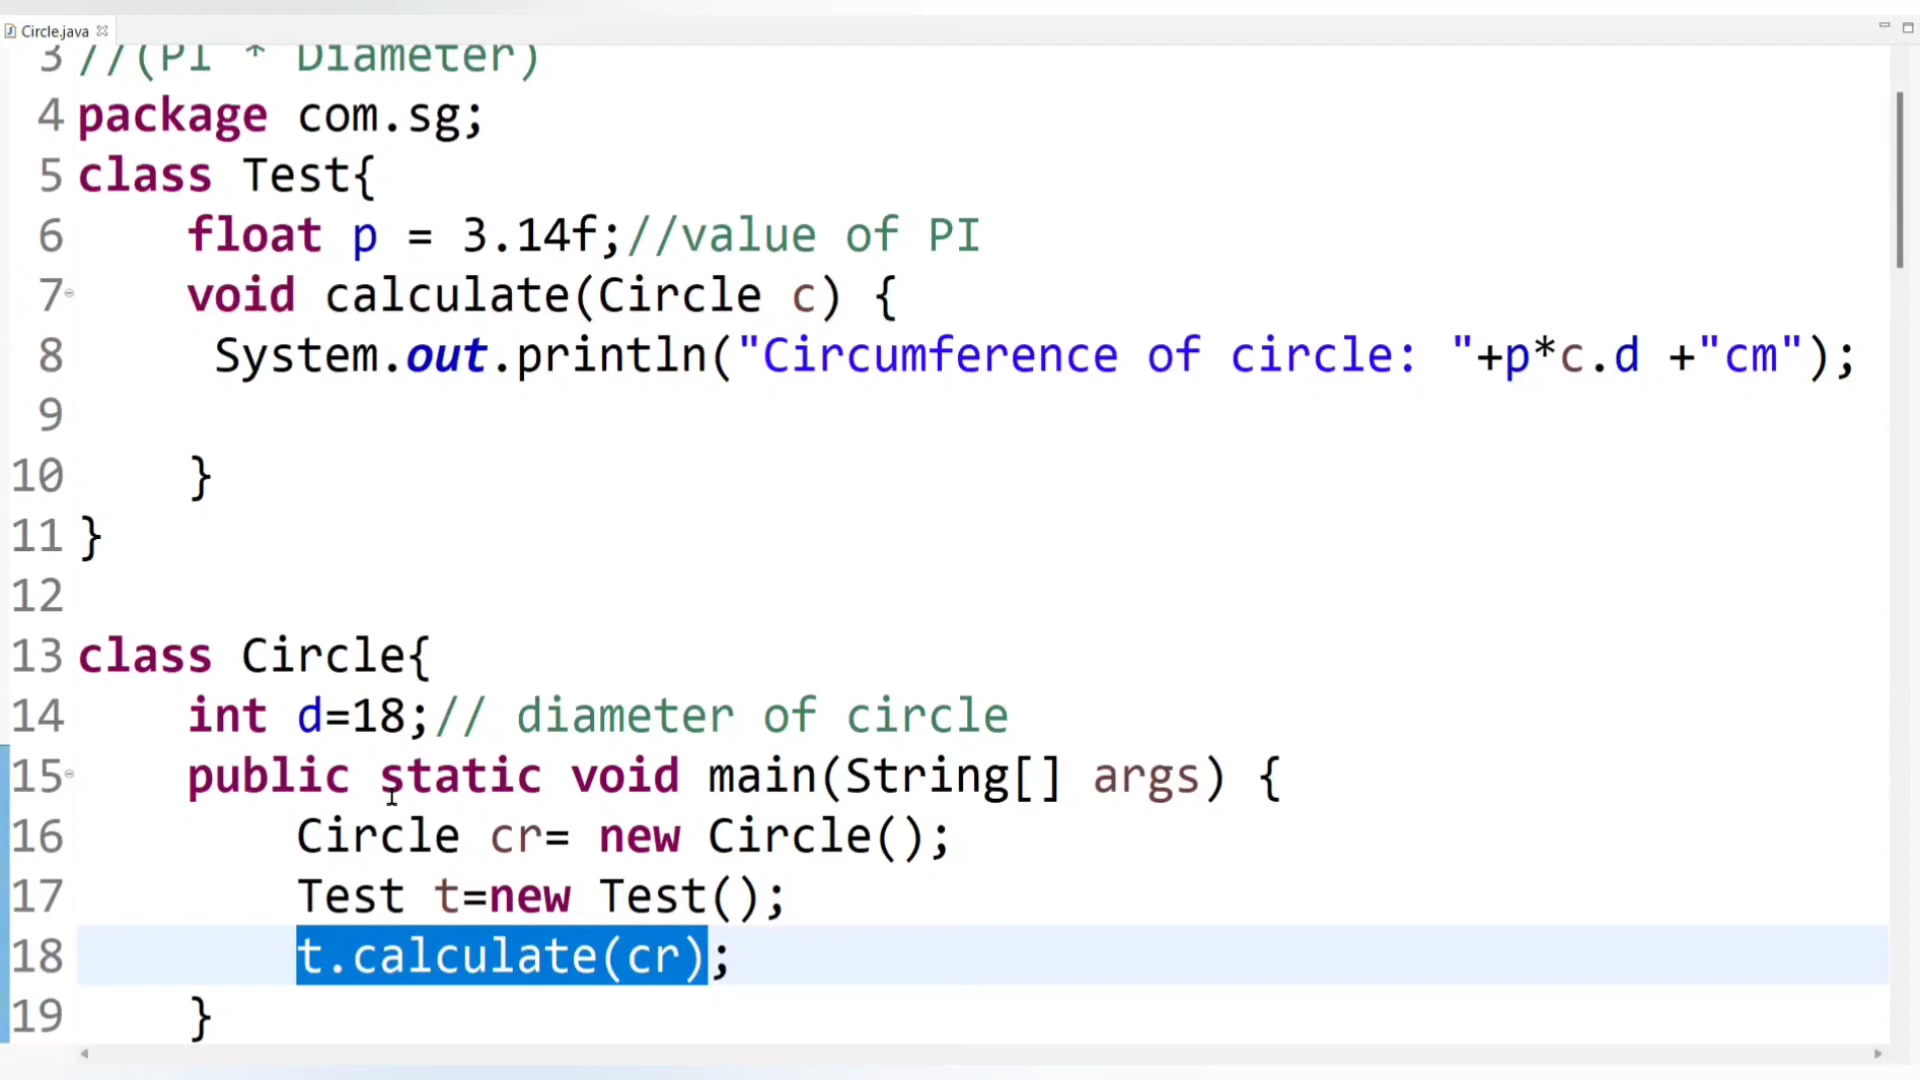 Circle.java
3 //(PI * Diameter)
4 package com.sg;
5 class Test{
6 float p = 3.14f;//value of PI
7 void calculate(Circle c) {
8 System.out.println("Circumference of circle: "+p*c.d +"cm");
9
10 }
11 }
12
13 class Circle{
14 int d=18;// diameter of circle
15 public static void main(String[] args) {
16 Circle cr= new Circle();
17 Test t=new Test();
18 t.calculate(cr);
19 }